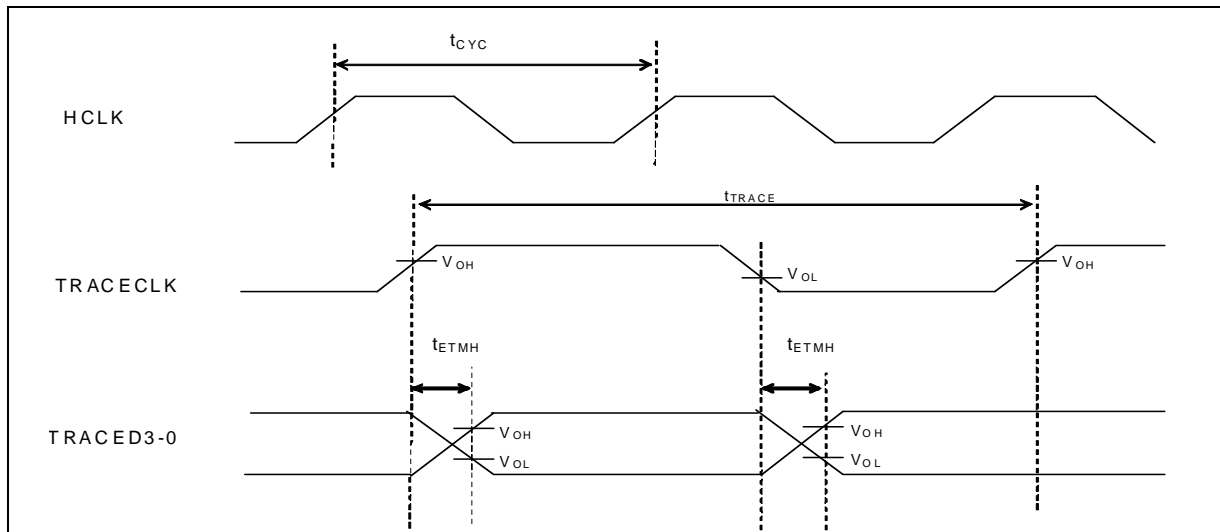 tCYC
HCLK
tTRACE
VOH
VOL
VOH
TRACECLK
tETMH
tETMH
TRACED3-0
VOH
VOH
VOL
VOL